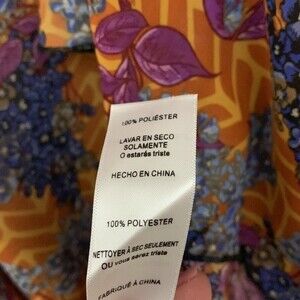 100% POLIÉSTER
LAVAR EN SECO
SOLAMENTE
O estarás triste
HECHO EN CHINA
100% POLYESTER
NETTOYER À SEC SEULEMENT
OU vous serez triste
FABRIQUÉ À CHINA